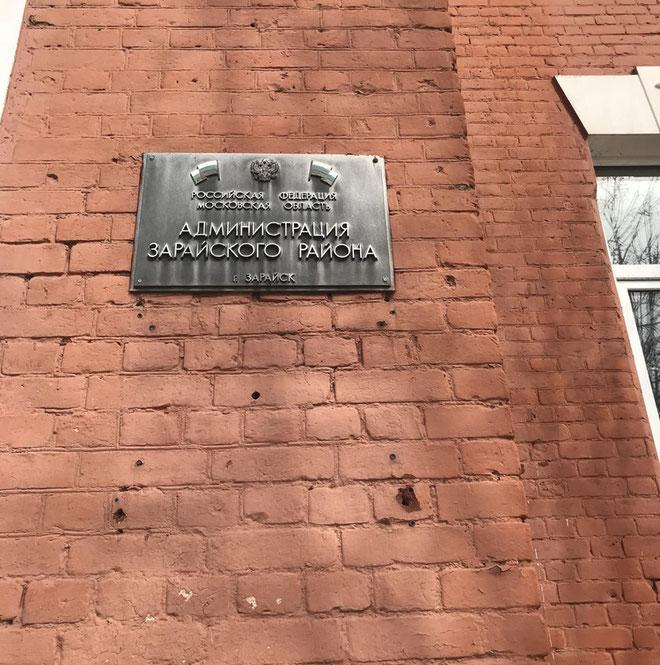 РОССИЙСКАЯ ФЕДЕРАЦИЯ
МОСКОВСКАЯ ОБЛАСТЬ
АДМИНИСТРАЦИЯ
ЗАРАЙСКОГО РАЙОНА
г. ЗАРАЙСК